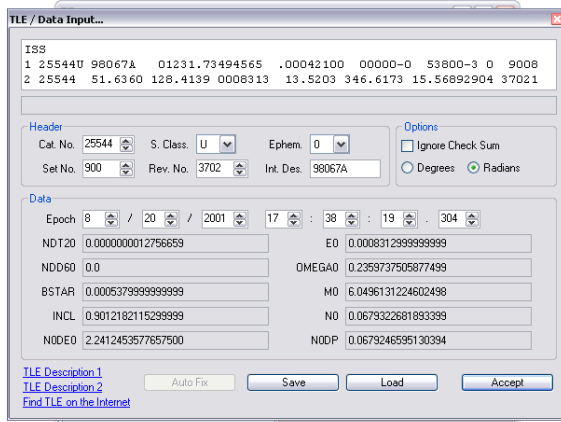 TLE / Data Input...
ISS
1 25544U 98067A   01231.73494565  .00042100  00000-0  53800-3 0  9008
2 25544  51.6360 128.4139 0008313  13.5203 346.6173 15.56892904 37021
Header
Cat. No. 25544 S. Class. U Ephem. 0
Set No. 900 Rev. No. 3702 Int. Des. 98067A
Options
Ignore Check Sum
Degrees Radians
Data
Epoch 8 / 20 / 2001 17 : 38 : 19 . 304
NDT20 0.0000000012756659 E0 0.0008312999999999
NDD60 0.0 OMEGA0 0.2359737505877499
BSTAR 0.0005379999999999 M0 6.0496131224602498
INCL 0.9012182115299999 N0 0.0679322681893399
NODE0 2.2412453577657500 NODP 0.0679246595130394
TLE Description 1
TLE Description 2
Find TLE on the Internet
Auto Fix Save Load Accept